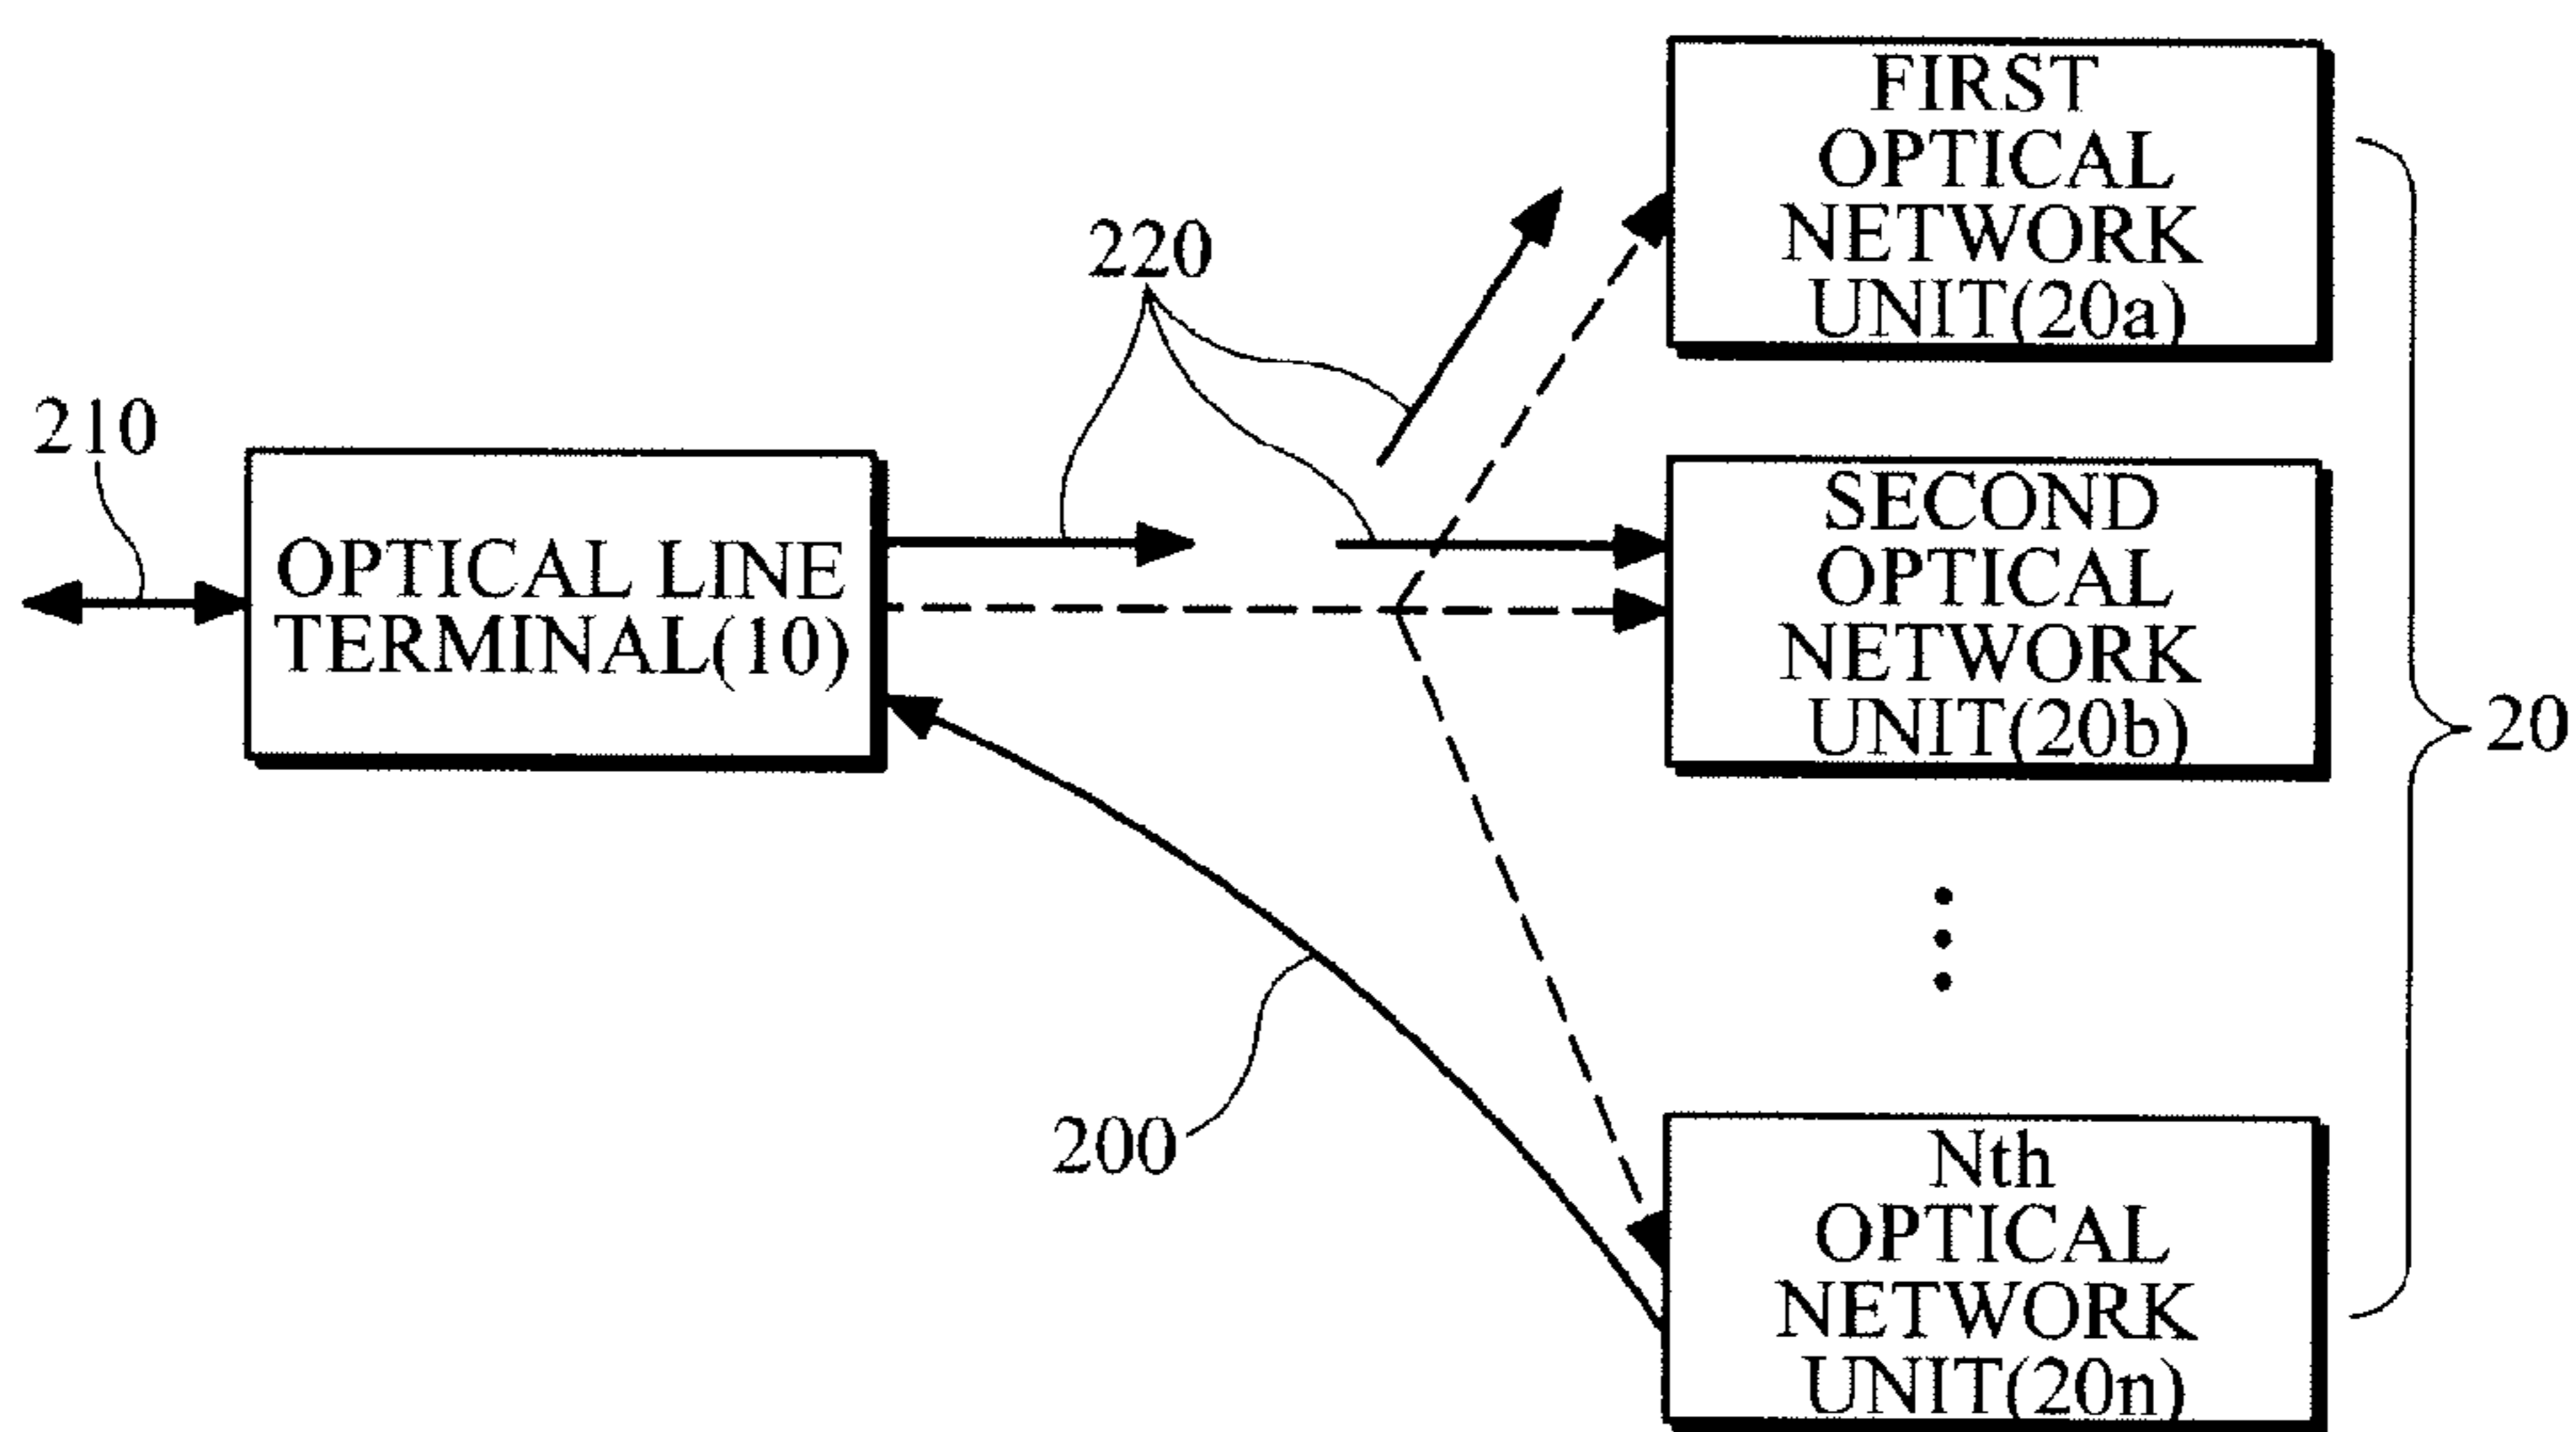 FIRST
OPTICAL
NETWORK
UNIT(20a)
220
210
OPTICAL LINE
TERMINAL(10)
SECOND
OPTICAL
NETWORK
UNIT(20b)
20
200
Nth
OPTICAL
NETWORK
UNIT(20n)